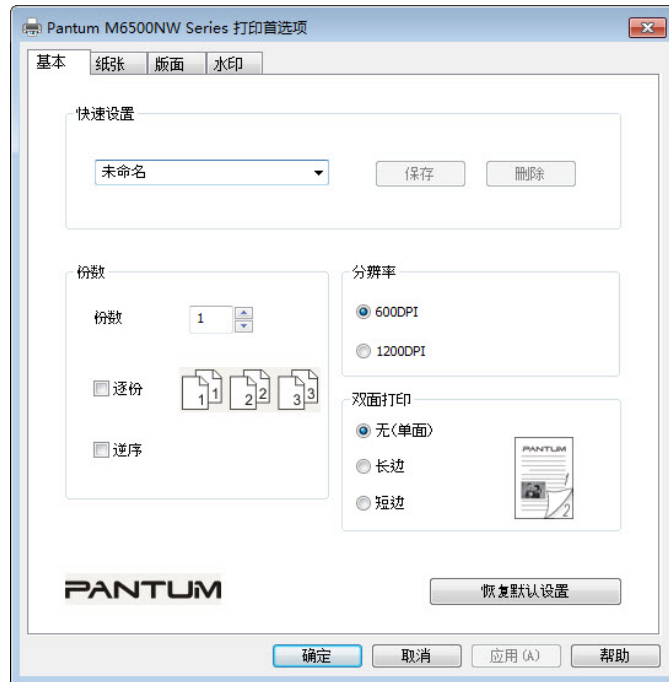 Pantum M6500NW Series 打印首选项
基本 纸张 版面 水印
快速设置
未命名 保存 删除
份数
份数 1
逐份 1 1 2 2 3 3
逆序
分辨率
600DPI
1200DPI
双面打印
无(单面)
长边
短边
PANTUM
1
2
PANTUM
恢复默认设置
确定 取消 应用(A) 帮助